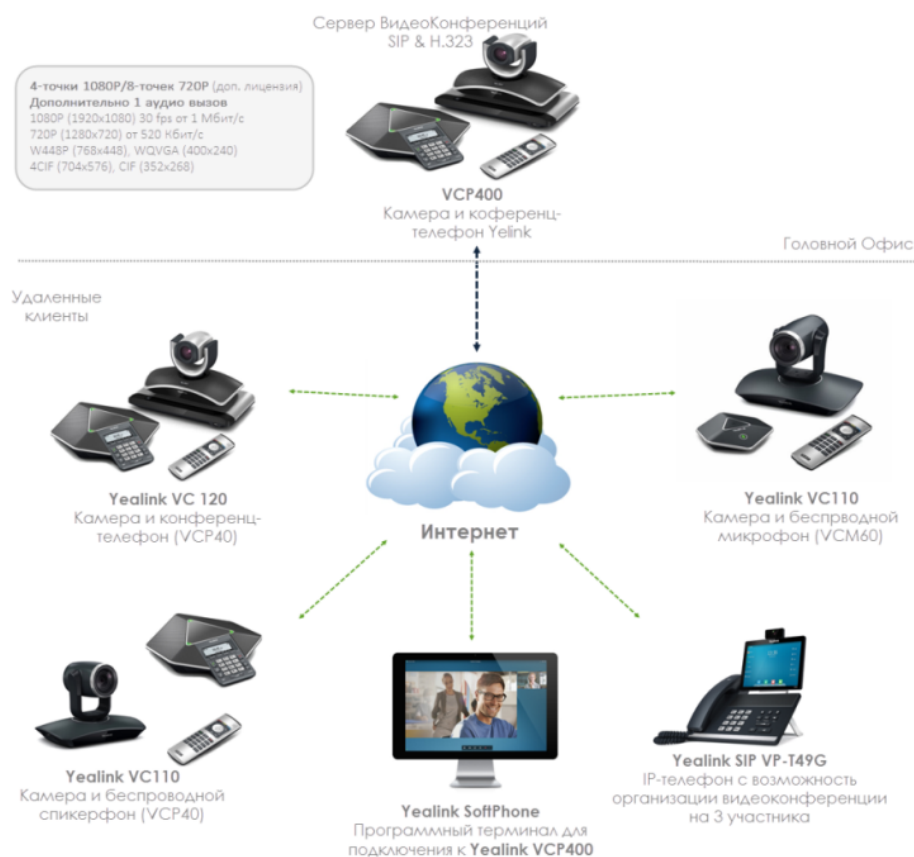 Сервер ВидеоКонференций
SIP & H.323
4-точки 1080P/8-точек 720P (доп. лицензия)
Дополнительно 1 аудио вызов
1080P (1920x1080) 30 fps от 1 Мбит/с
720P (1280x720) от 520 Кбит/с
W448P (768x448), WQVGA (400x240)
4CIF (704x576), CIF (352x268)
VCP400
Камера и коференц-
телефон Yelink
Головной Офис
Удаленные
клиенты
Yealink VC 120
Камера и конференц-
телефон (VCP40)
Интернет
Yealink VC110
Камера и беспрводной
микрофон (VCM60)
Yealink VC110
Камера и беспроводной
спикерфон (VCP40)
Yealink SoftPhone
Программный терминал для
подключения к Yealink VCP400
Yealink SIP VP-T49G
IP-телефон с возможность
организации видеоконференции
на 3 участника